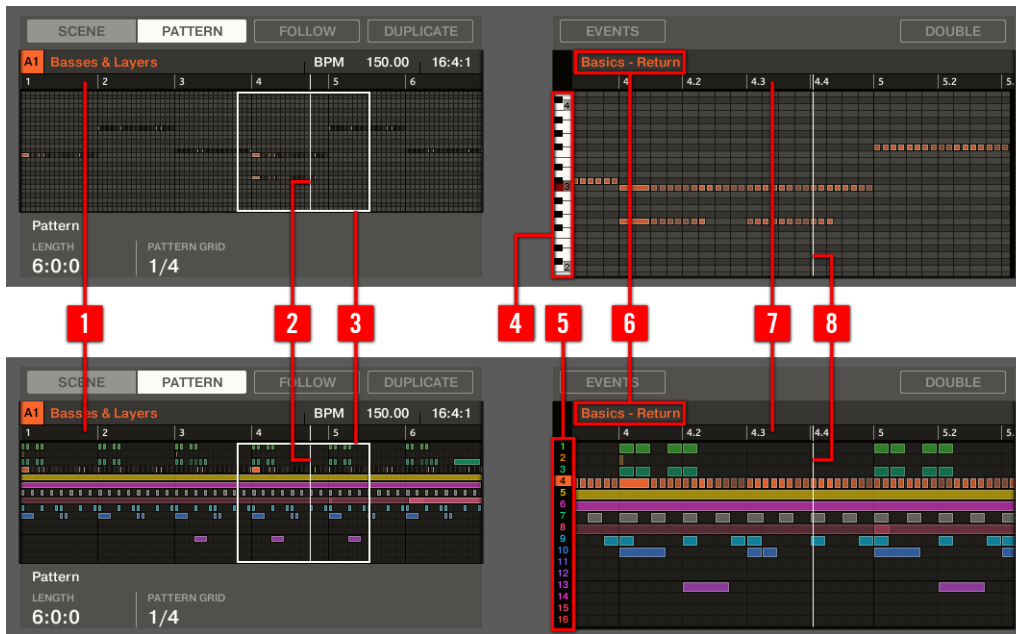 SCENE PATTERN FOLLOW DUPLICATE
A1 Basses & Layers BPM 150.00 16:4:1
1 2 3 4 5 6
Pattern
LENGTH PATTERN GRID
6:0:0 1/4
EVENTS DOUBLE
Basics - Return
4 4.2 4.3 4.4 5 5.2 5.
4
3
2
1 2 3 4 5 6 7 8
SCENE PATTERN FOLLOW DUPLICATE
A1 Basses & Layers BPM 150.00 16:4:1
1 2 3 4 5 6
Pattern
LENGTH PATTERN GRID
6:0:0 1/4
EVENTS DOUBLE
Basics - Return
4 4.2 4.3 4.4 5 5.2 5.
1
2
3
4
5
6
7
8
9
10
11
12
13
14
15
16